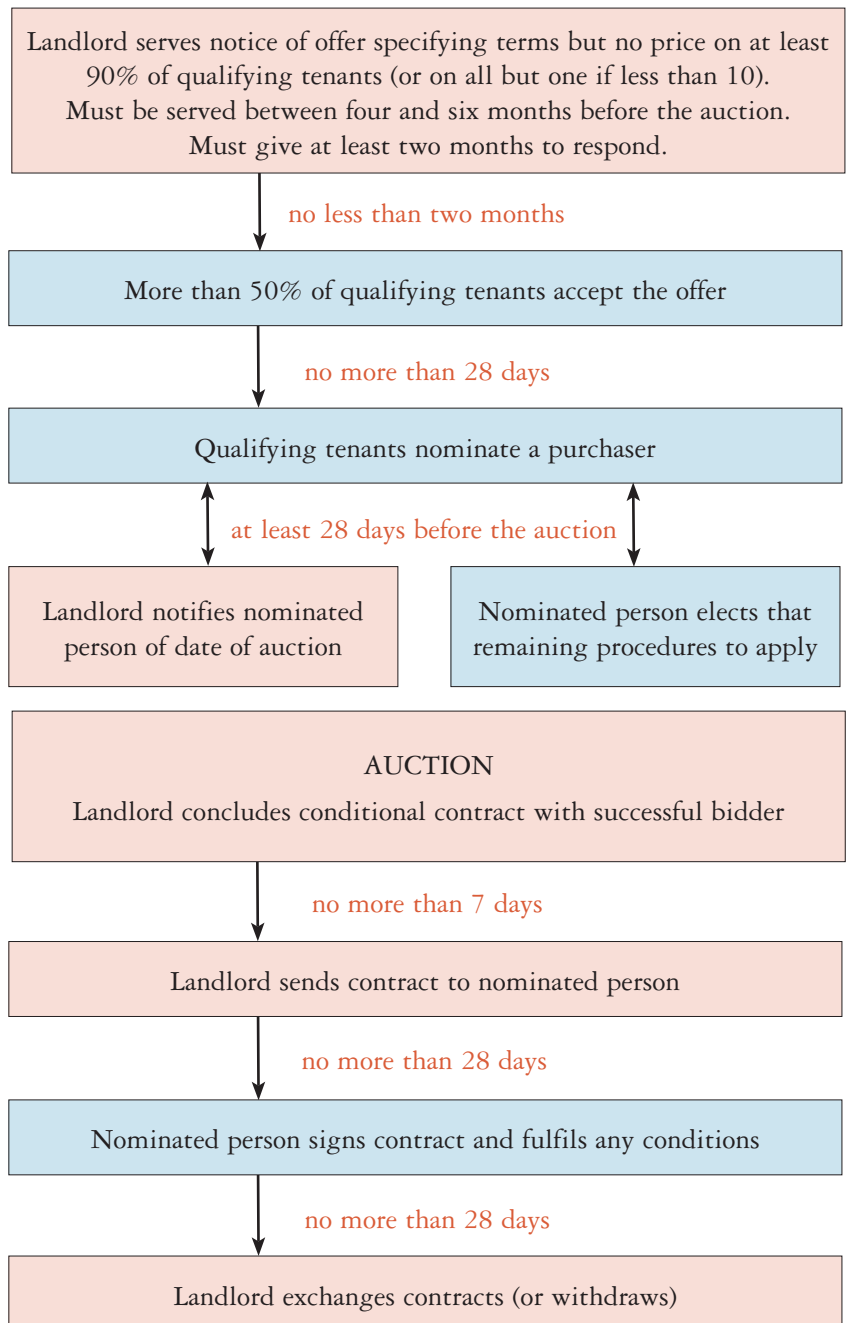 Landlord serves notice of offer specifying terms but no price on at least
90% of qualifying tenants (or on all but one if less than 10).
Must be served between four and six months before the auction.
Must give at least two months to respond.
no less than two months
More than 50% of qualifying tenants accept the offer
no more than 28 days
Qualifying tenants nominate a purchaser
at least 28 days before the auction
Landlord notifies nominated
person of date of auction
Nominated person elects that
remaining procedures to apply
AUCTION
Landlord concludes conditional contract with successful bidder
no more than 7 days
Landlord sends contract to nominated person
no more than 28 days
Nominated person signs contract and fulfils any conditions
no more than 28 days
Landlord exchanges contracts (or withdraws)